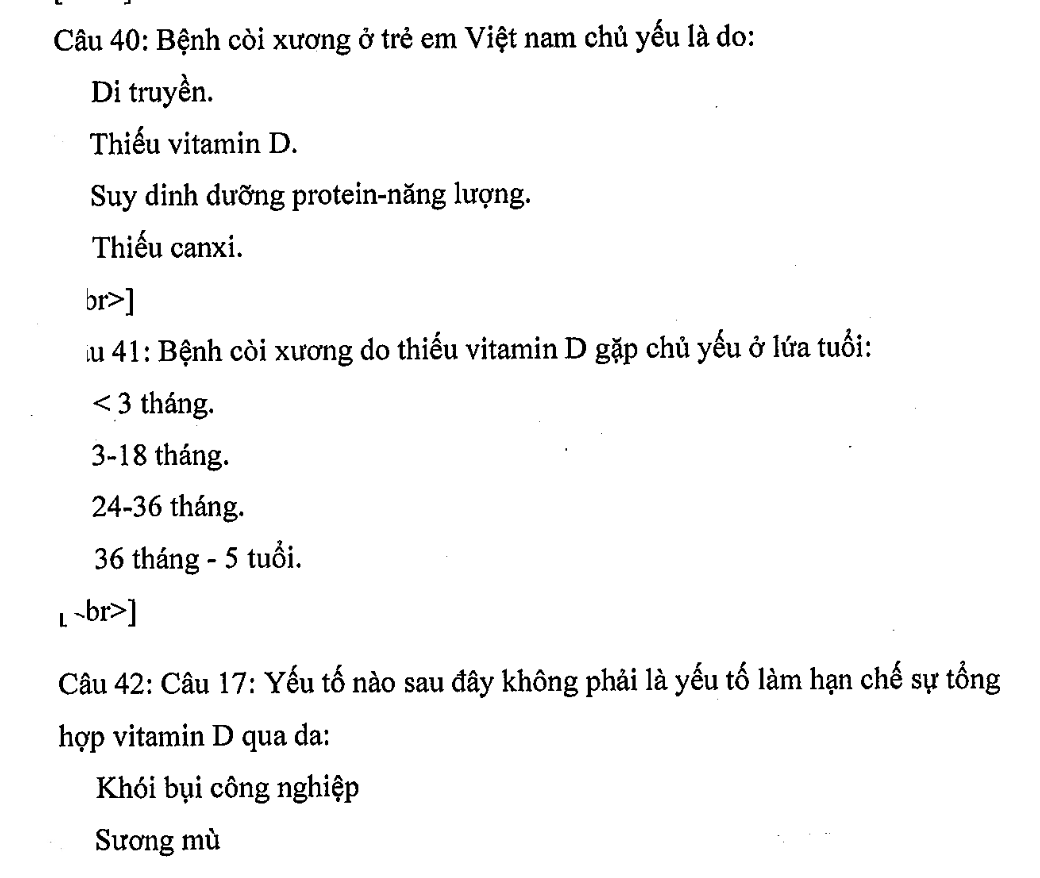 Câu 40: Bệnh còi xương ở trẻ em Việt nam chủ yếu là do:
Di truyền.
Thiếu vitamin D.
Suy dinh dưỡng protein-năng lượng.
Thiếu canxi.
br>]
u 41: Bệnh còi xương do thiếu vitamin D gặp chủ yếu ở lứa tuổi:
< 3 tháng.
3-18 tháng.
24-36 tháng.
36 tháng - 5 tuổi.
br>]
Câu 42: Câu 17: Yếu tố nào sau đây không phải là yếu tố làm hạn chế sự tổng
hợp vitamin D qua da:
Khói bụi công nghiệp
Sương mù